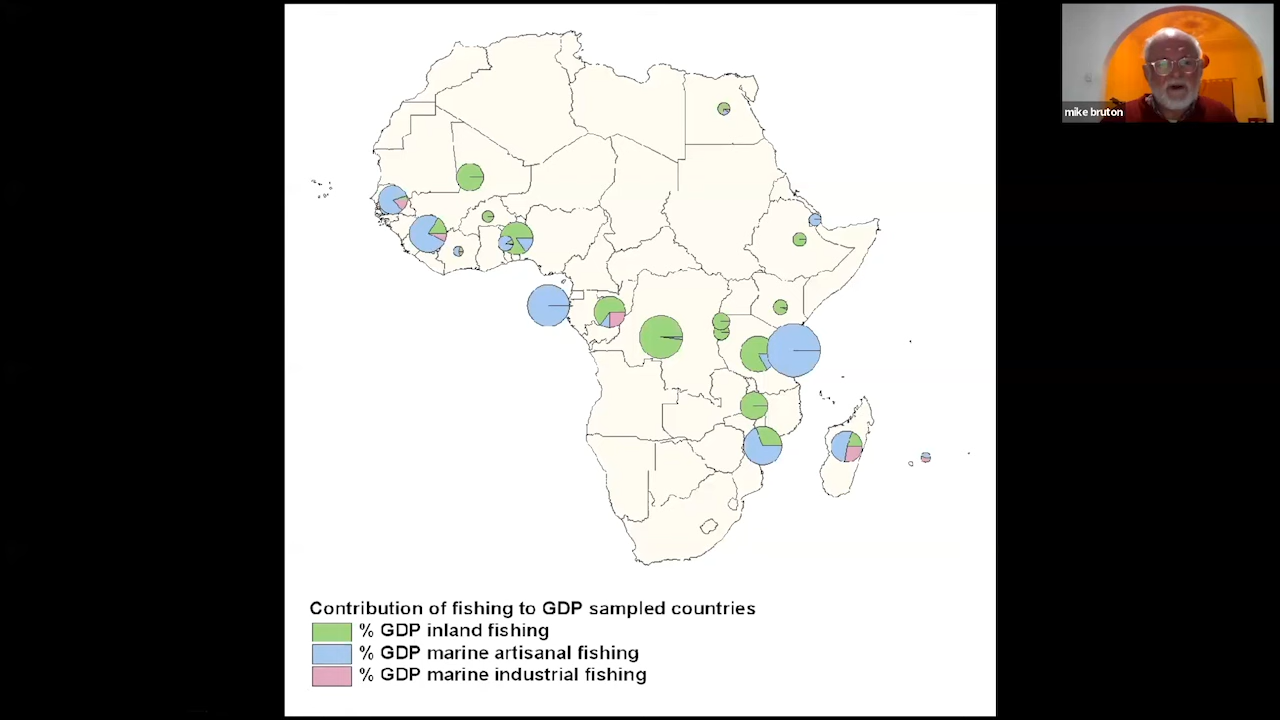 mike bruton
Contribution of fishing to GDP sampled countries
% GDP inland fishing
% GDP marine artisanal fishing
% GDP marine industrial fishing